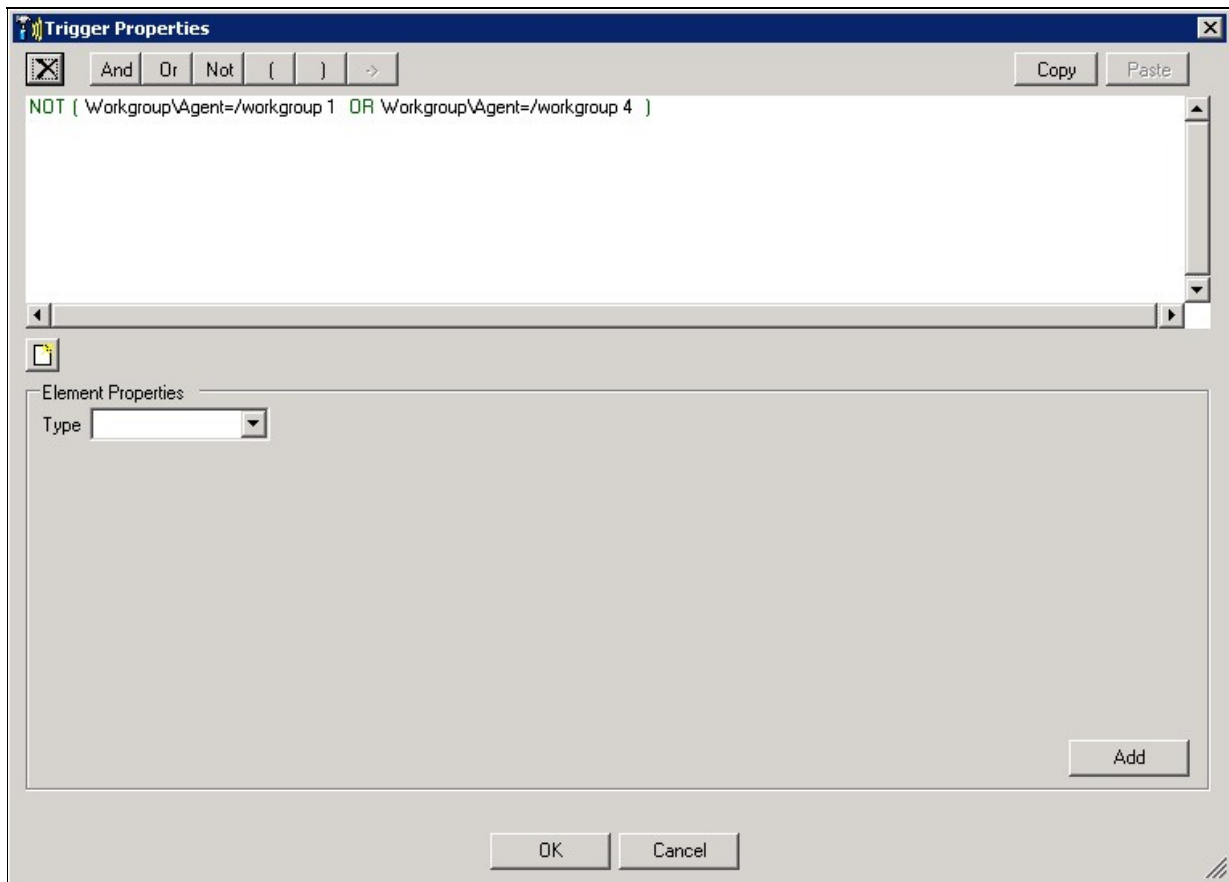 Trigger Properties
And Or Not ( ) -> Copy Paste
NOT ( Workgroup\Agent=/workgroup 1 OR Workgroup\Agent=/workgroup 4 )
Element Properties
Type
Add
OK Cancel